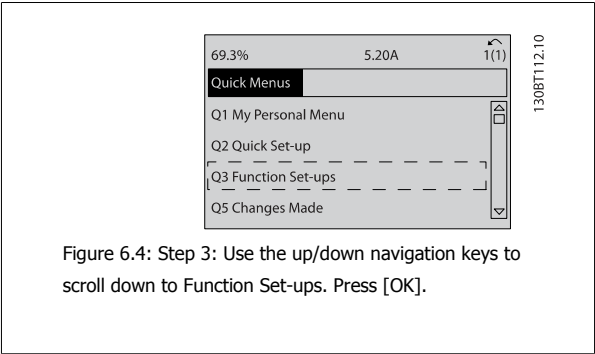 69.3% 5.20A 1(1)
Quick Menus
Q1 My Personal Menu
Q2 Quick Set-up
Q3 Function Set-ups
Q5 Changes Made
130BT112.10
Figure 6.4: Step 3: Use the up/down navigation keys to
scroll down to Function Set-ups. Press [OK].